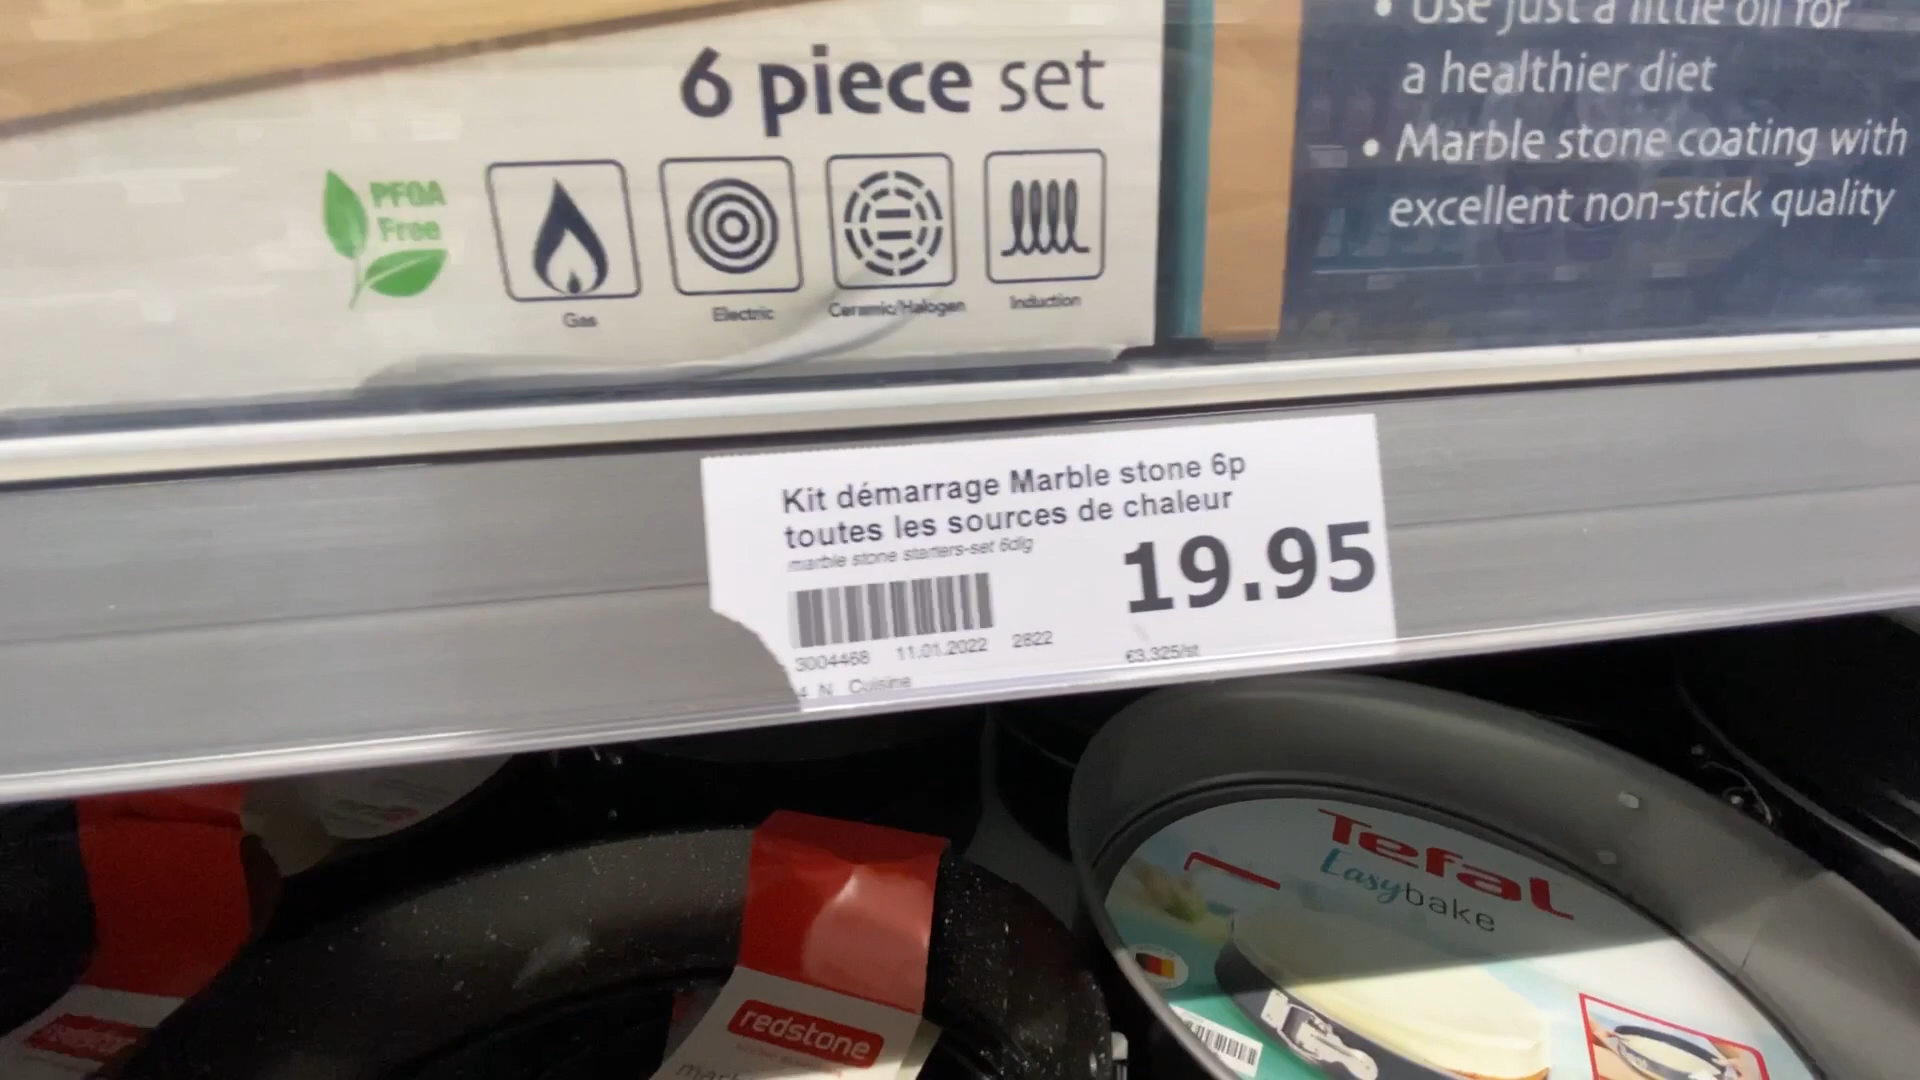 6 piece set
PFOA
Free
Gas
Electric
Ceramic/Halogen
Induction
• Use just a little oil for
a healthier diet
• Marble stone coating with
excellent non-stick quality
Kit démarrage Marble stone 6p
toutes les sources de chaleur
marble stone starters-set 6dlg
19.95
3004468 11.01.2022 2822
€3,325/st
4 N Cuisine
Tefal
Easybake
redstone